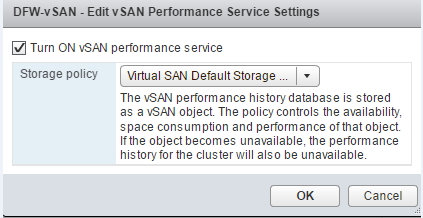 DFW-vSAN - Edit vSAN Performance Service Settings
Turn ON vSAN performance service
Storage policy
Virtual SAN Default Storage ...
The vSAN performance history database is stored
as a vSAN object. The policy controls the availability,
space consumption and performance of that object.
If the object becomes unavailable, the performance
history for the cluster will also be unavailable.
OK
Cancel